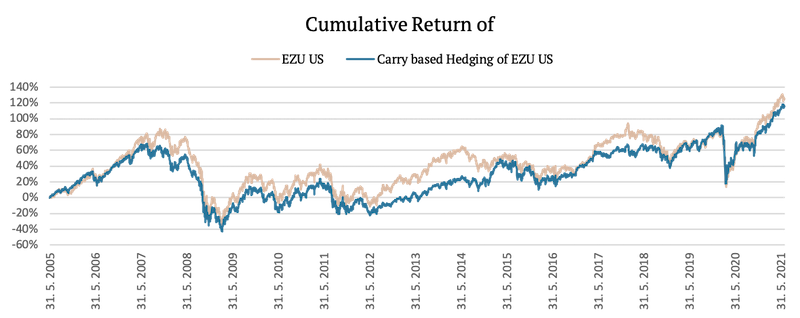 Cumulative Return of
EZU US
Carry based Hedging of EZU US
140%
120%
100%
80%
60%
40%
20%
0%
-20%
-40%
-60%
31. 5. 2005
31. 5. 2006
31. 5. 2007
31. 5. 2008
31. 5. 2009
31. 5. 2010
31. 5. 2011
31. 5. 2012
31. 5. 2013
31. 5. 2014
31. 5. 2015
31. 5. 2016
31. 5. 2017
31. 5. 2018
31. 5. 2019
31. 5. 2020
31. 5. 2021